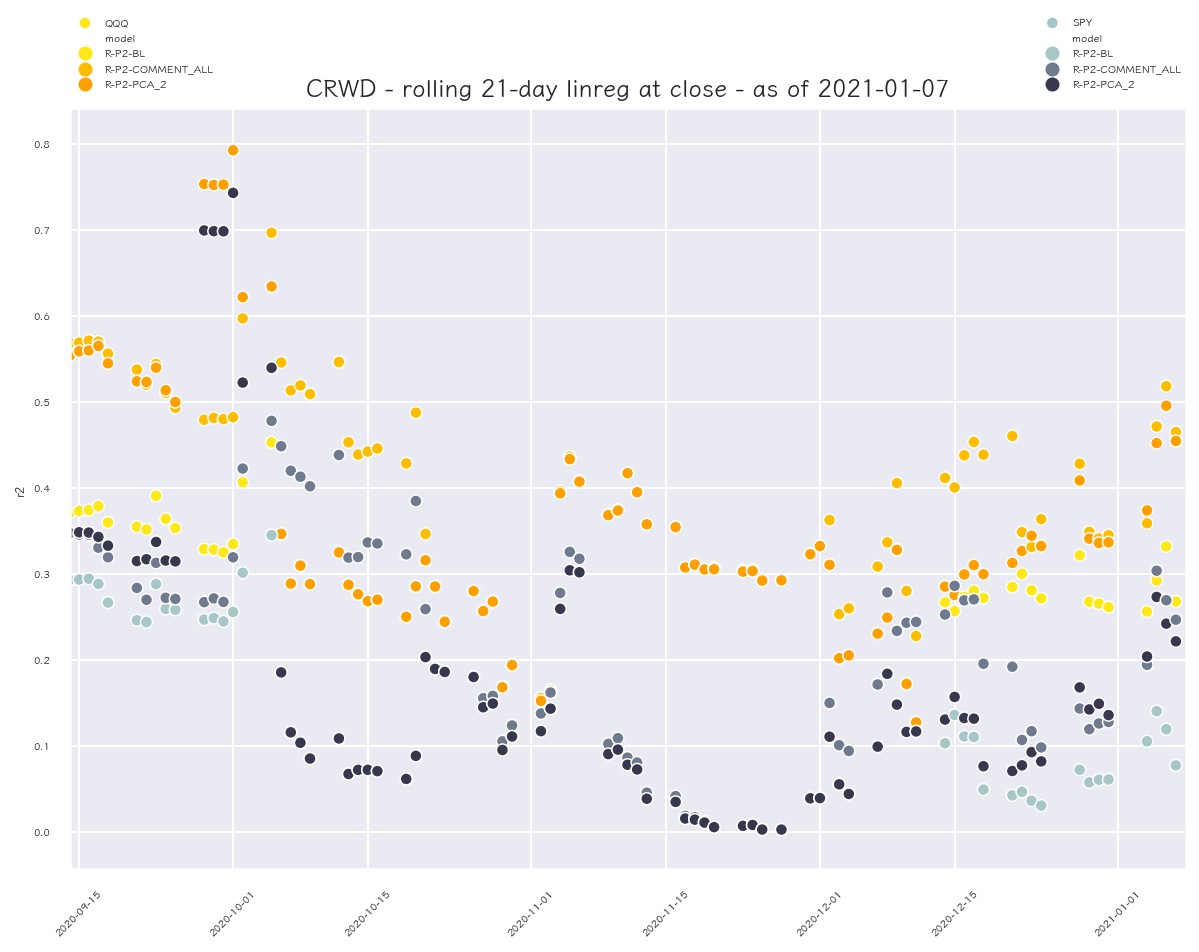 QQQ
model
R-P2-BL
R-P2-COMMENT_ALL
R-P2-PCA_2
SPY
model
R-P2-BL
R-P2-COMMENT_ALL
R-P2-PCA_2
CRWD - rolling 21-day linreg at close - as of 2021-01-07
0.8
0.7
0.6
0.5
0.4
0.3
0.2
0.1
0.0
r2
2020-09-15
2020-10-01
2020-10-15
2020-11-01
2020-11-15
2020-12-01
2020-12-15
2021-01-01